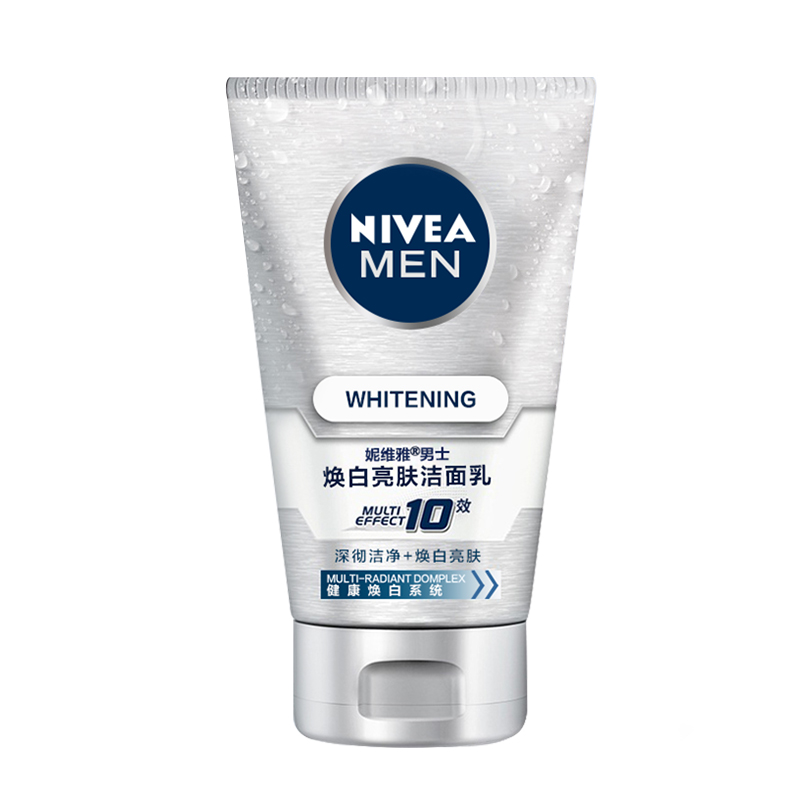 NIVEA
MEN
WHITENING
妮维雅®男士
焕白亮肤洁面乳
MULTI
EFFECT 10效
深彻洁净+焕白亮肤
MULTI-RADIANT DOMPLEX
健康焕白系统